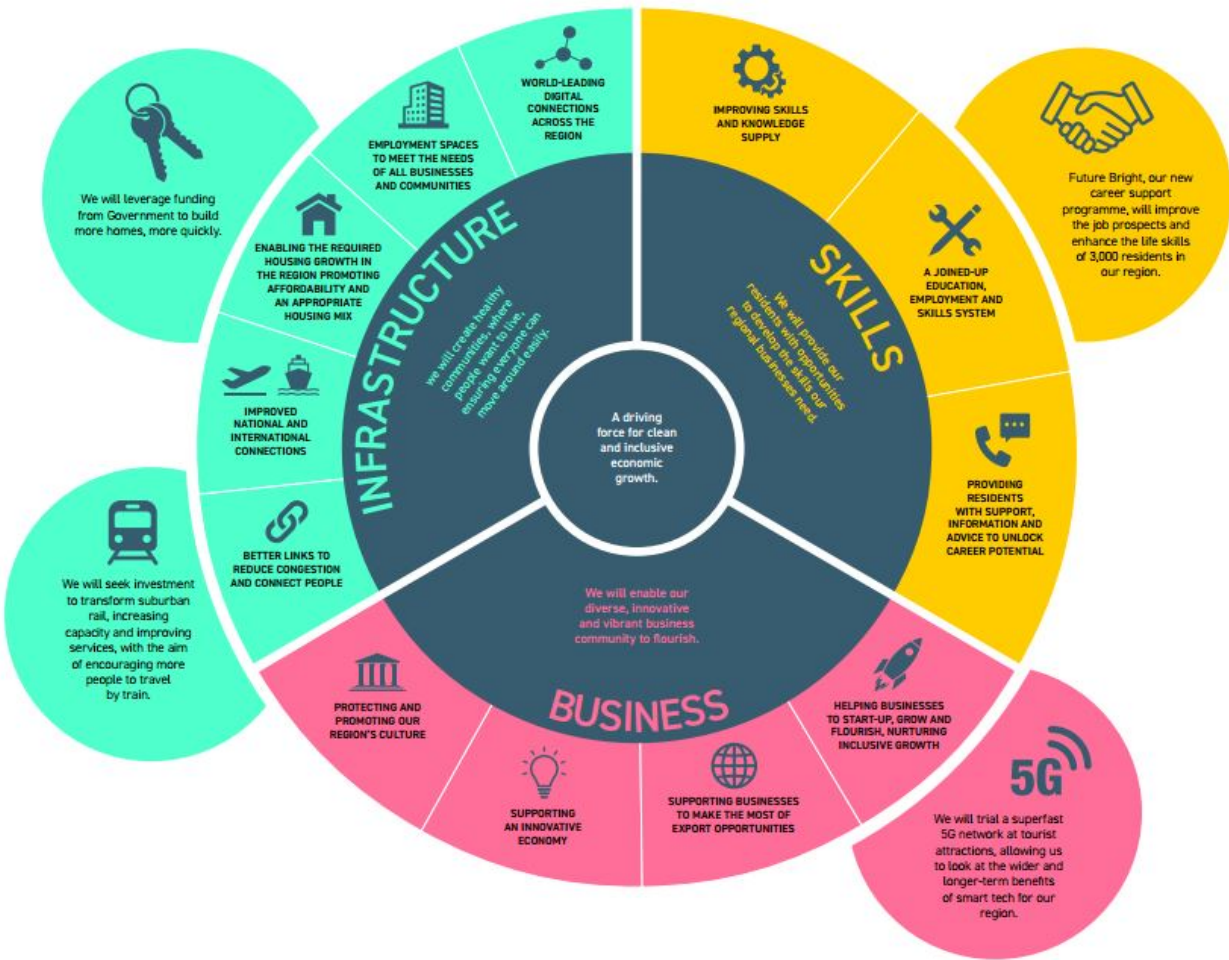 WORLD-LEADING
DIGITAL
CONNECTIONS
ACROSS THE
REGION
EMPLOYMENT SPACES
TO MEET THE NEEDS
OF ALL BUSINESSES
AND COMMUNITIES
ENABLING THE REQUIRED
HOUSING GROWTH IN
THE REGION PROMOTING
AFFORDABILITY AND
AN APPROPRIATE
HOUSING MIX
IMPROVED
NATIONAL AND
INTERNATIONAL
CONNECTIONS
BETTER LINKS TO
REDUCE CONGESTION
AND CONNECT PEOPLE
We will leverage funding
from Government to build
more homes, more quickly.
We will seek investment
to transform suburban
rail, increasing
capacity and improving
services, with the aim
of encouraging more
people to travel
by train.
INFRASTRUCTURE
we will create healthy
communities, where
people want to live,
ensuring everyone can
move around easily.
A driving
force for clean
and inclusive
economic
growth.
SKILLS
We will provide our
residents with opportunities
to develop the skills our
regional businesses need.
IMPROVING SKILLS
AND KNOWLEDGE
SUPPLY
A JOINED-UP
EDUCATION,
EMPLOYMENT AND
SKILLS SYSTEM
PROVIDING
RESIDENTS
WITH SUPPORT,
INFORMATION AND
ADVICE TO UNLOCK
CAREER POTENTIAL
Future Bright, our new
career support
programme, will improve
the job prospects and
enhance the life skills
of 3,000 residents in
our region.
We will enable our
diverse, innovative
and vibrant business
community to flourish.
BUSINESS
PROTECTING AND
PROMOTING OUR
REGION'S CULTURE
SUPPORTING
AN INNOVATIVE
ECONOMY
SUPPORTING BUSINESSES
TO MAKE THE MOST OF
EXPORT OPPORTUNITIES
HELPING BUSINESSES
TO START-UP, GROW AND
FLOURISH, NURTURING
INCLUSIVE GROWTH
5G
We will trial a superfast
5G network at tourist
attractions, allowing us
to look at the wider and
longer-term benefits
of smart tech for our
region.